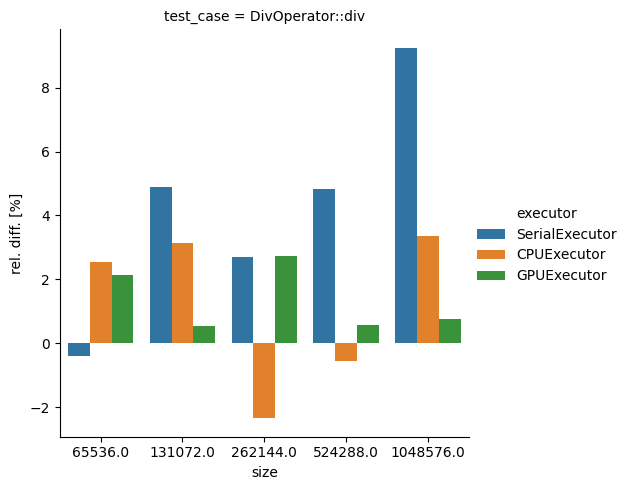 test_case = DivOperator::div
rel. diff. [%]
8
6
4
2
0
−2
65536.0 131072.0 262144.0 524288.0 1048576.0
size
executor
SerialExecutor
CPUExecutor
GPUExecutor